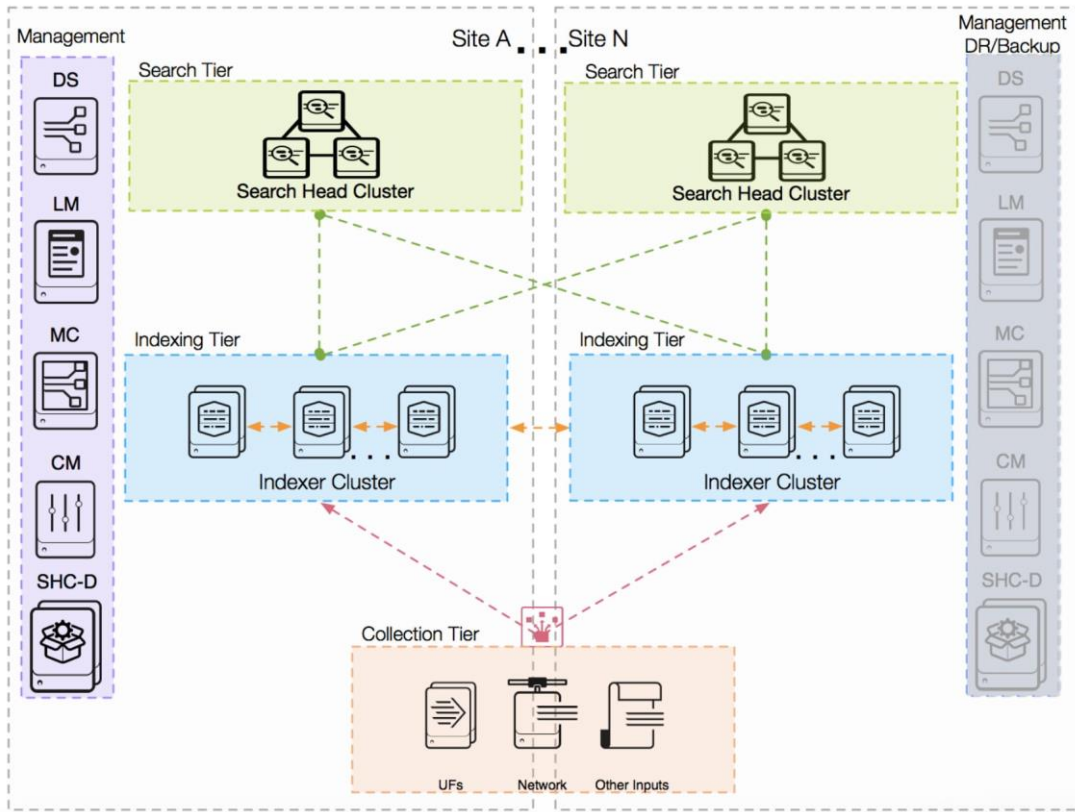 Management
Site A
Site N
Management
DR/Backup
DS
LM
MC
CM
SHC-D
Search Tier
Search Head Cluster
Search Tier
Search Head Cluster
DS
LM
MC
CM
SHC-D
Indexing Tier
Indexer Cluster
Indexing Tier
Indexer Cluster
Collection Tier
UFs
Network
Other Inputs